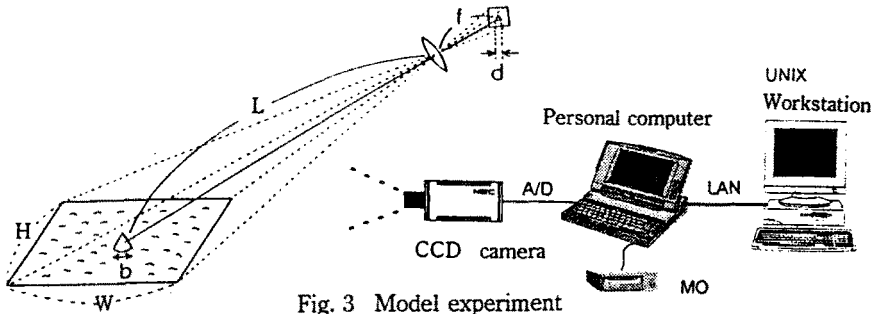 f
d
L
H
b
W
UNIX
Workstation
Personal computer
A/D
LAN
CCD camera
MO
Fig. 3 Model experiment